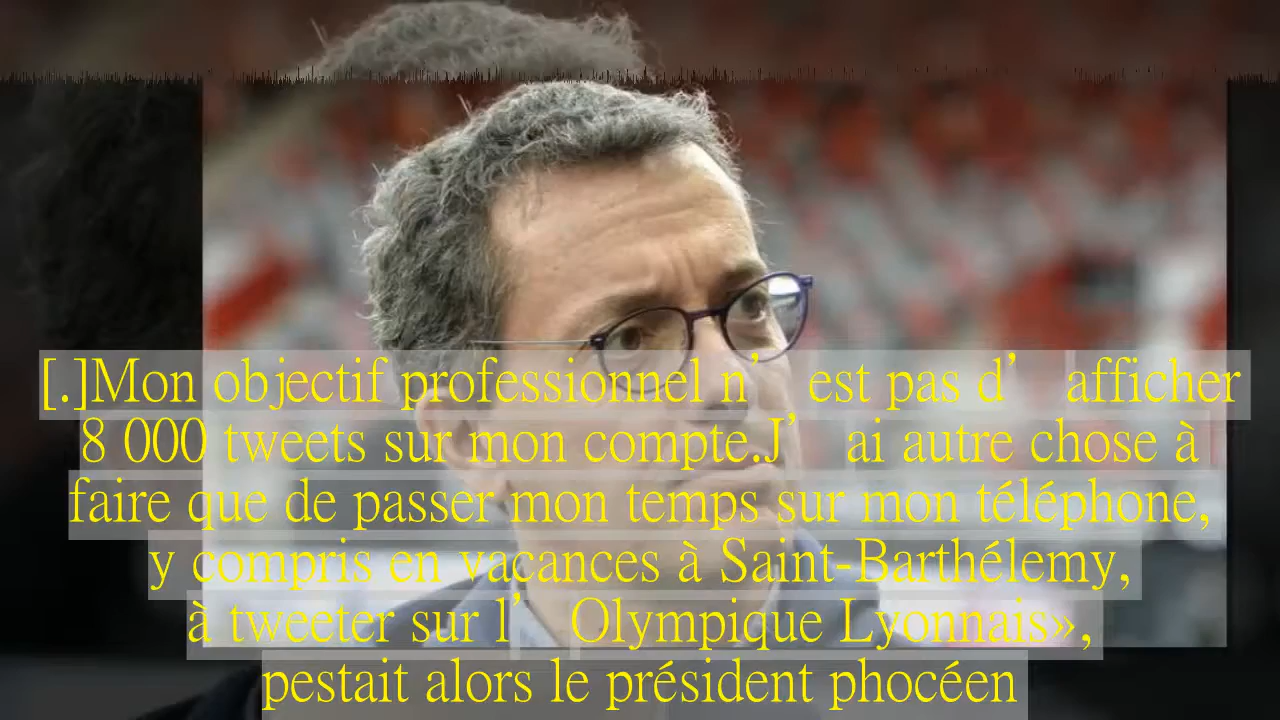 [.]Mon objectif professionnel n’est pas d’afficher
8 000 tweets sur mon compte.J’ai autre chose à
faire que de passer mon temps sur mon téléphone,
y compris en vacances à Saint-Barthélemy,
à tweeter sur l’Olympique Lyonnais»,
pestait alors le président phocéen